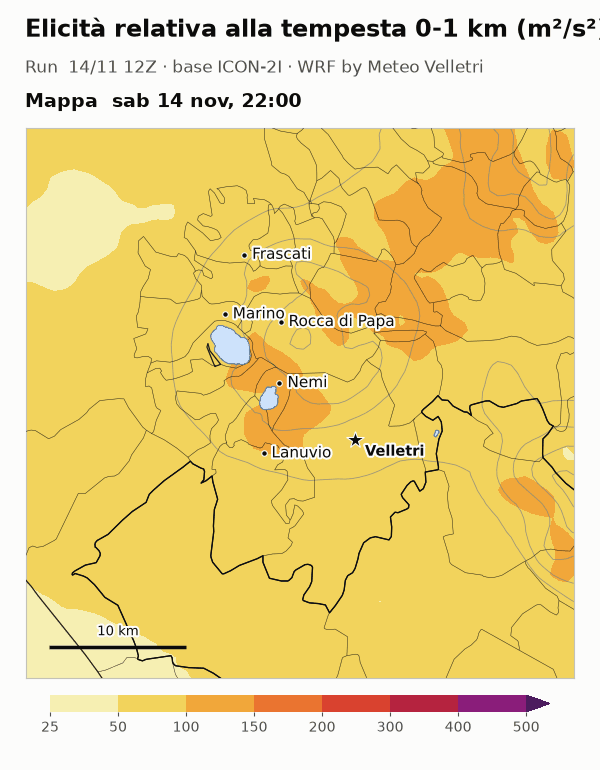 Elicità relativa alla tempesta 0-1 km (m²/s²)
Run 14/11 12Z · base ICON-2I · WRF by Meteo Velletri
Mappa sab 14 nov, 22:00
Frascati
Marino
Rocca di Papa
Nemi
Velletri
Lanuvio
10 km
25 50 100 150 200 300 400 500